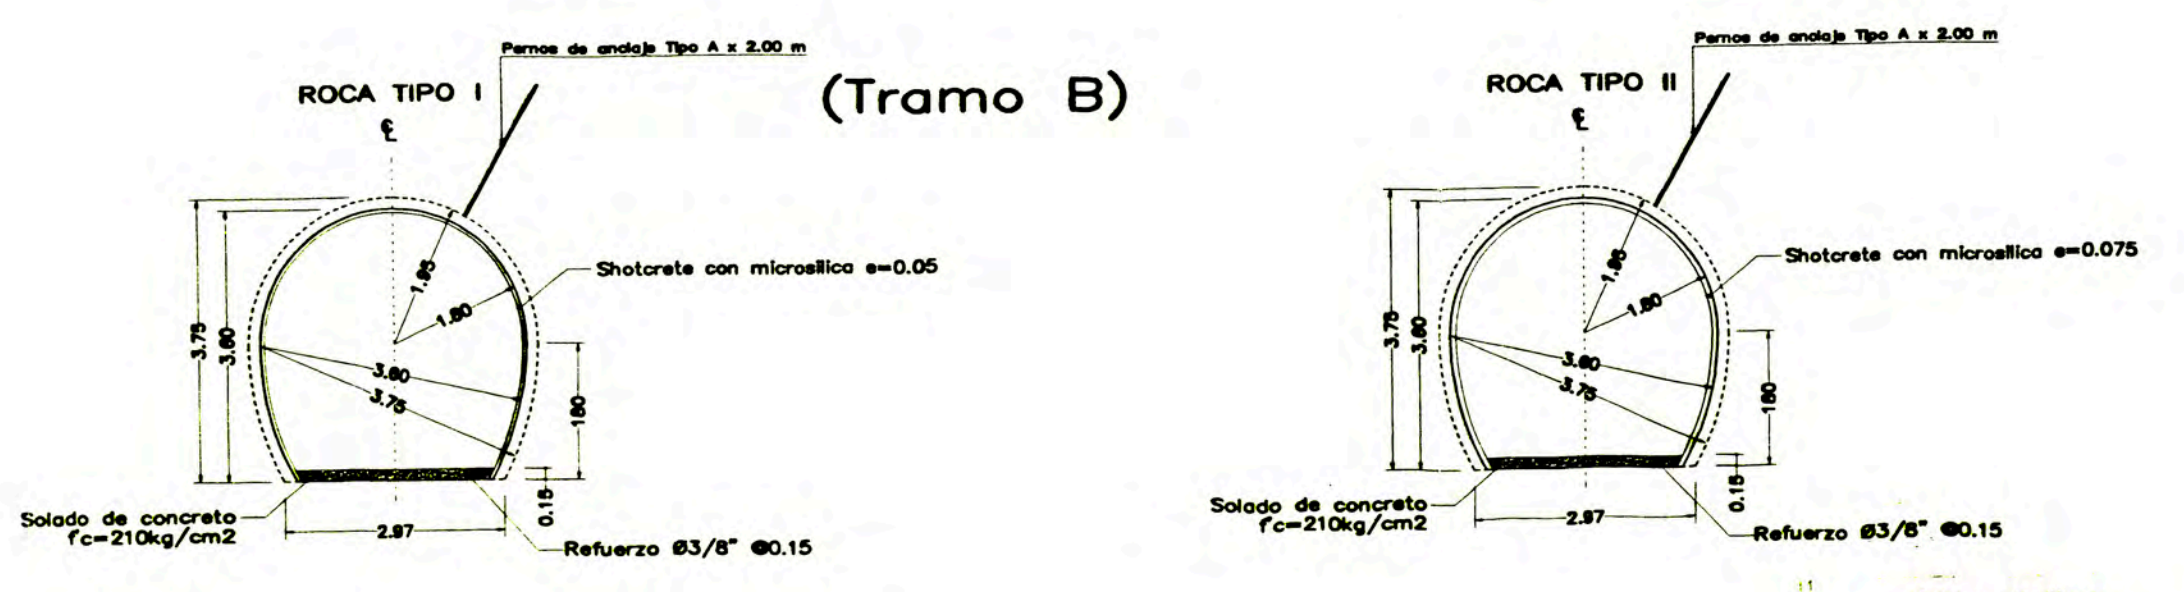 Pernos de anclaje Tipo A x 2.00 m
ROCA TIPO I
℄
1.95
1.80
Shotcrete con microsilica e=0.05
3.75
3.60
3.60
3.75
180
0.15
2.97
Solado de concreto
f'c=210kg/cm2
Refuerzo Ø3/8" @0.15
(Tramo B)
Pernos de anclaje Tipo A x 2.00 m
ROCA TIPO II
℄
1.95
1.80
Shotcrete con microsilica e=0.075
3.75
3.60
3.60
3.75
180
0.15
2.97
Solado de concreto
f'c=210kg/cm2
Refuerzo Ø3/8" @0.15